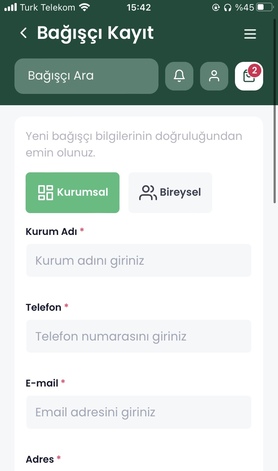 Turk Telekom 15:42 %45
Bağışçı Kayıt
Bağışçı Ara
2
Yeni bağışçı bilgilerinin doğruluğundan
emin olunuz.
Kurumsal Bireysel
Kurum Adı *
Kurum adını giriniz
Telefon *
Telefon numarasını giriniz
E-mail *
Email adresini giriniz
Adres *